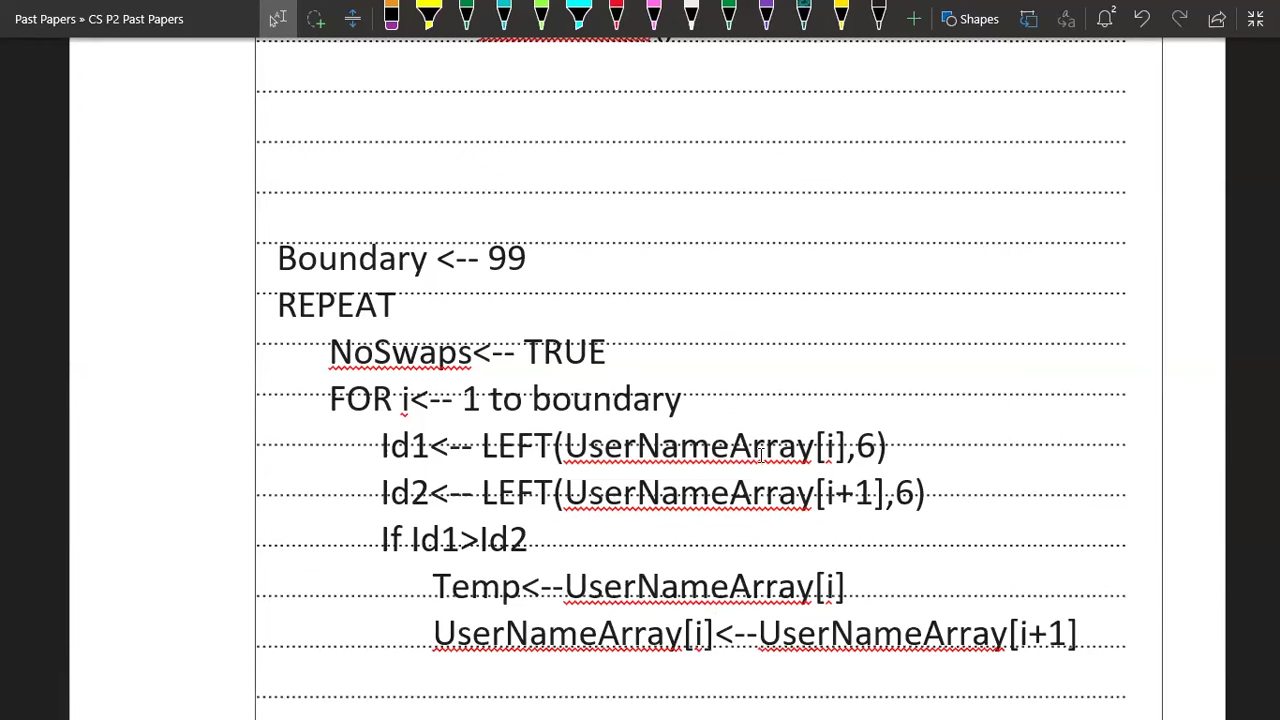 Past Papers » CS P2 Past Papers
Shapes
2
Boundary <-- 99
REPEAT
NoSwaps<-- TRUE
FOR i<-- 1 to boundary
Id1<-- LEFT(UserNameArray[i],6)
Id2<-- LEFT(UserNameArray[i+1],6)
If Id1>Id2
Temp<--UserNameArray[i]
UserNameArray[i]<--UserNameArray[i+1]